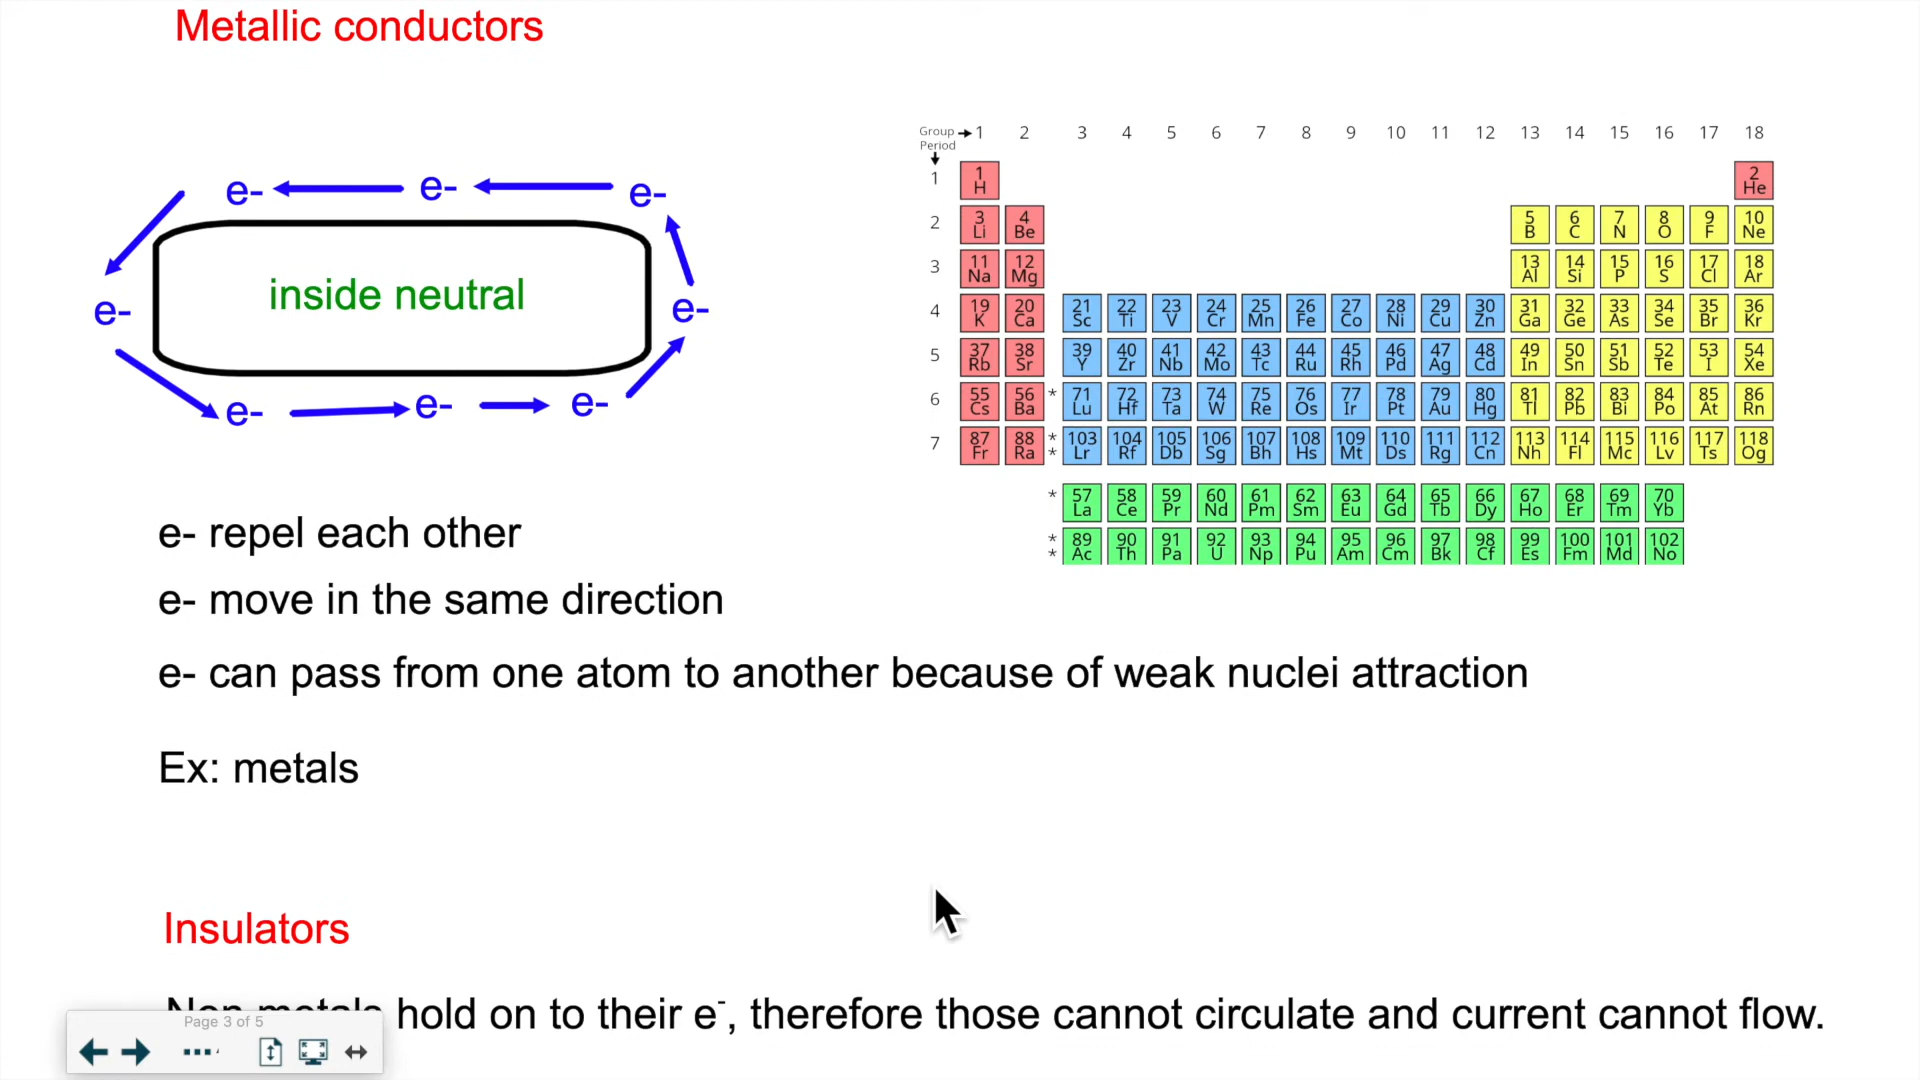 Metallic conductors
e- e- e-
inside neutral
e- e-
e- e- e-
Group 1 2 3 4 5 6 7 8 9 10 11 12 13 14 15 16 17 18
Period
1 1 H 2 He
2 3 Li 4 Be 5 B 6 C 7 N 8 O 9 F 10 Ne
3 11 Na 12 Mg 13 Al 14 Si 15 P 16 S 17 Cl 18 Ar
4 19 K 20 Ca 21 Sc 22 Ti 23 V 24 Cr 25 Mn 26 Fe 27 Co 28 Ni 29 Cu 30 Zn 31 Ga 32 Ge 33 As 34 Se 35 Br 36 Kr
5 37 Rb 38 Sr 39 Y 40 Zr 41 Nb 42 Mo 43 Tc 44 Ru 45 Rh 46 Pd 47 Ag 48 Cd 49 In 50 Sn 51 Sb 52 Te 53 I 54 Xe
6 55 Cs 56 Ba * 71 Lu 72 Hf 73 Ta 74 W 75 Re 76 Os 77 Ir 78 Pt 79 Au 80 Hg 81 Tl 82 Pb 83 Bi 84 Po 85 At 86 Rn
7 87 Fr 88 Ra ** 103 Lr 104 Rf 105 Db 106 Sg 107 Bh 108 Hs 109 Mt 110 Ds 111 Rg 112 Cn 113 Nh 114 Fl 115 Mc 116 Lv 117 Ts 118 Og
* 57 La 58 Ce 59 Pr 60 Nd 61 Pm 62 Sm 63 Eu 64 Gd 65 Tb 66 Dy 67 Ho 68 Er 69 Tm 70 Yb
** 89 Ac 90 Th 91 Pa 92 U 93 Np 94 Pu 95 Am 96 Cm 97 Bk 98 Cf 99 Es 100 Fm 101 Md 102 No
e- repel each other
e- move in the same direction
e- can pass from one atom to another because of weak nuclei attraction
Ex: metals
Insulators
Non metals hold on to their e⁻, therefore those cannot circulate and current cannot flow.
Page 3 of 5